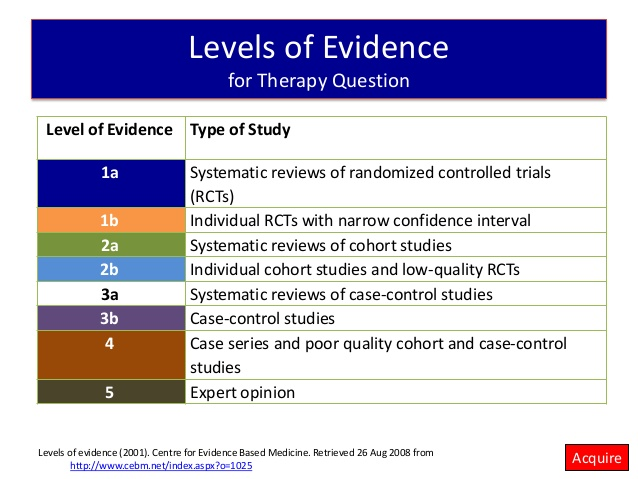 Levels of Evidence
for Therapy Question
Level of Evidence Type of Study
1a Systematic reviews of randomized controlled trials
(RCTs)
1b Individual RCTs with narrow confidence interval
2a Systematic reviews of cohort studies
2b Individual cohort studies and low-quality RCTs
3a Systematic reviews of case-control studies
3b Case-control studies
4 Case series and poor quality cohort and case-control
studies
5 Expert opinion
Levels of evidence (2001). Centre for Evidence Based Medicine. Retrieved 26 Aug 2008 from
http://www.cebm.net/index.aspx?o=1025
Acquire